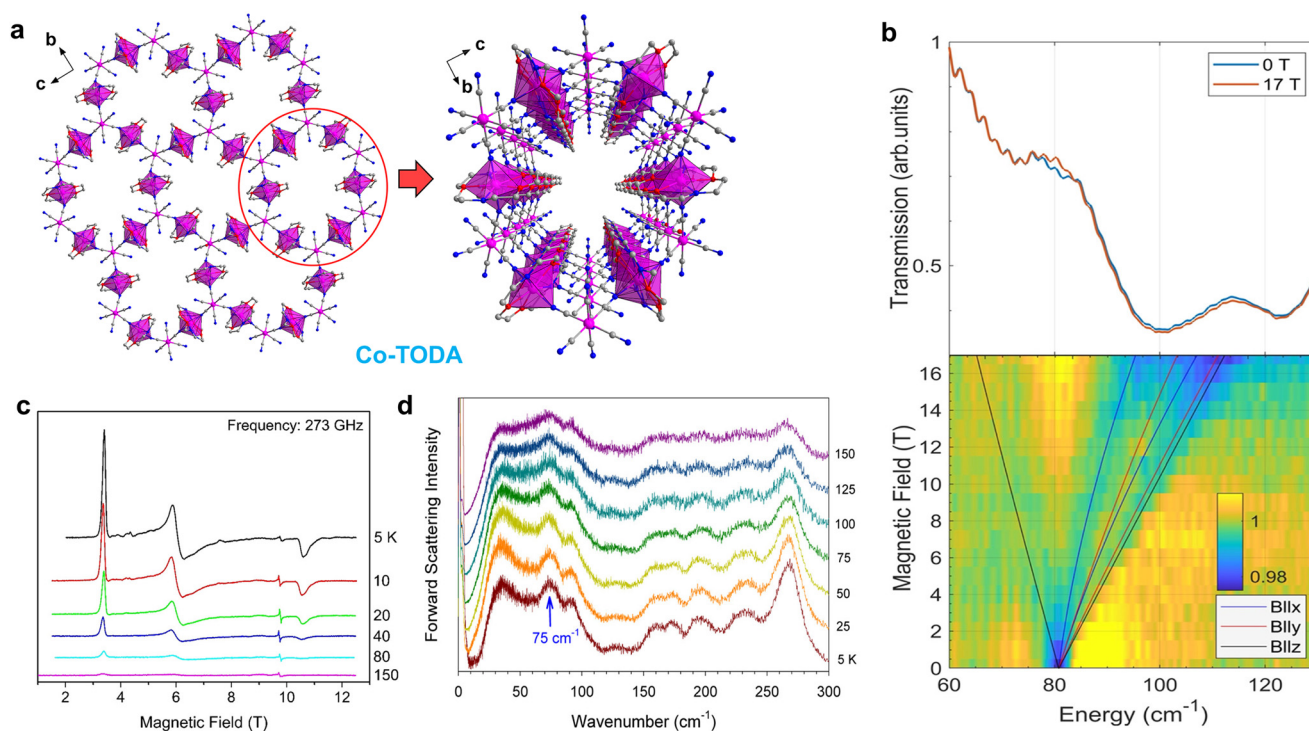 a
b
c
c
b
Co-TODA
b
Transmission (arb.units)
1
0.5
0 T
17 T
Magnetic Field (T)
16
14
12
10
8
6
4
2
0
1
0.98
Bllx
Blly
Bllz
60
80
100
120
Energy (cm-1)
c
Frequency: 273 GHz
5 K
10
20
40
80
150
2
4
6
8
10
12
Magnetic Field (T)
d
Forward Scattering Intensity
150
125
100
75
50
25
5 K
75 cm-1
0
50
100
150
200
250
300
Wavenumber (cm-1)